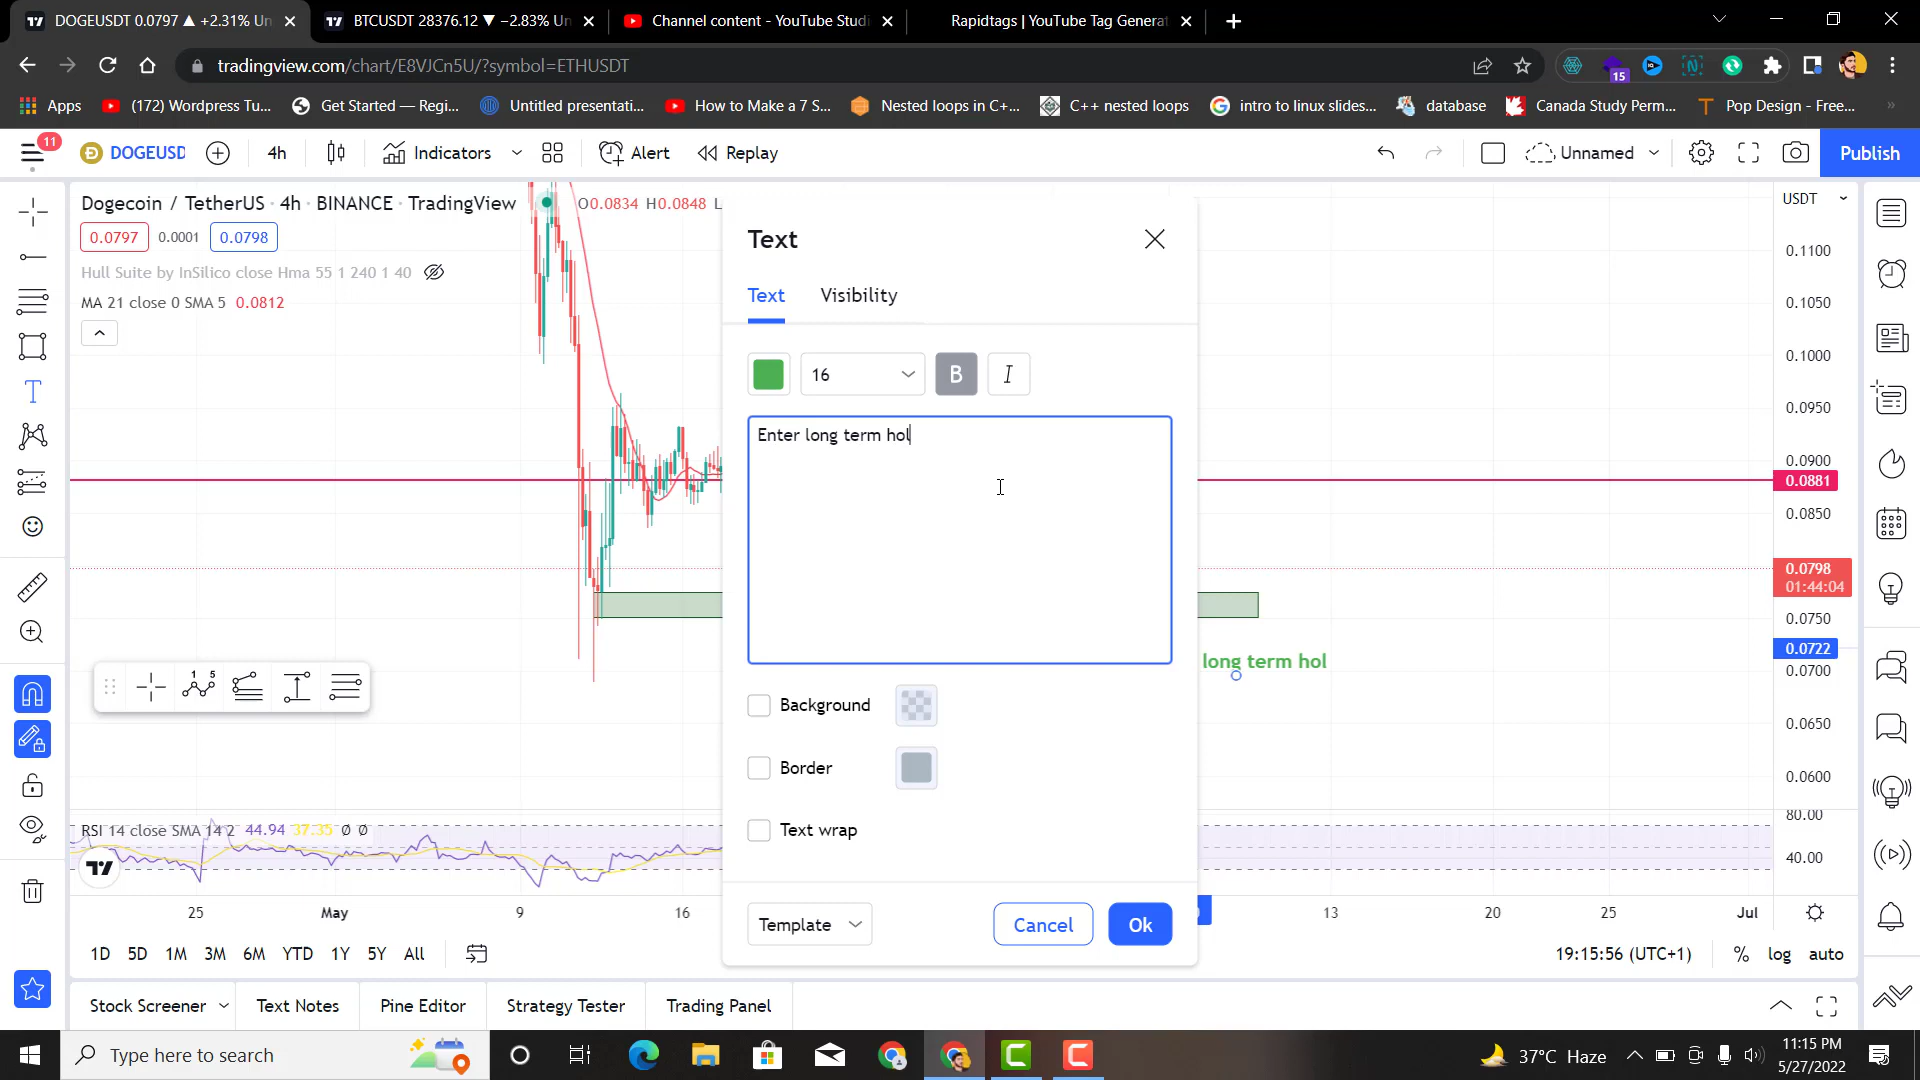 DOGEUSDT 0.0797 ▲ +2.31% Un
BTCUSDT 28376.12 ▼ −2.83% Un
Channel content - YouTube Studi
Rapidtags | YouTube Tag Generat
tradingview.com/chart/E8VJCn5U/?symbol=ETHUSDT
15
Apps
(172) Wordpress Tu...
Get Started — Regi...
Untitled presentati...
How to Make a 7 S...
Nested loops in C+...
C++ nested loops
intro to linux slides...
database
Canada Study Perm...
Pop Design - Free...
11
DOGEUSD
4h
Indicators
Alert
Replay
Unnamed
Publish
Dogecoin / TetherUS · 4h · BINANCE · TradingView
O0.0834 H0.0848 L
0.0797
0.0001
0.0798
Hull Suite by InSilico close Hma 55 1 240 1 40
MA 21 close 0 SMA 5 0.0812
USDT
0.1100
0.1050
0.1000
0.0950
0.0900
0.0881
0.0850
0.0798
01:44:04
0.0750
0.0722
0.0700
0.0650
0.0600
Text
Text
Visibility
16
B
I
Enter long term hol
Background
Border
Text wrap
Template
Cancel
Ok
long term hol
RSI 14 close SMA 14 2 44.94 37.35 Ø Ø
80.00
40.00
25
May
9
16
13
20
25
Jul
1D
5D
1M
3M
6M
YTD
1Y
5Y
All
19:15:56 (UTC+1)
%
log
auto
Stock Screener
Text Notes
Pine Editor
Strategy Tester
Trading Panel
Type here to search
37°C Haze
11:15 PM
5/27/2022